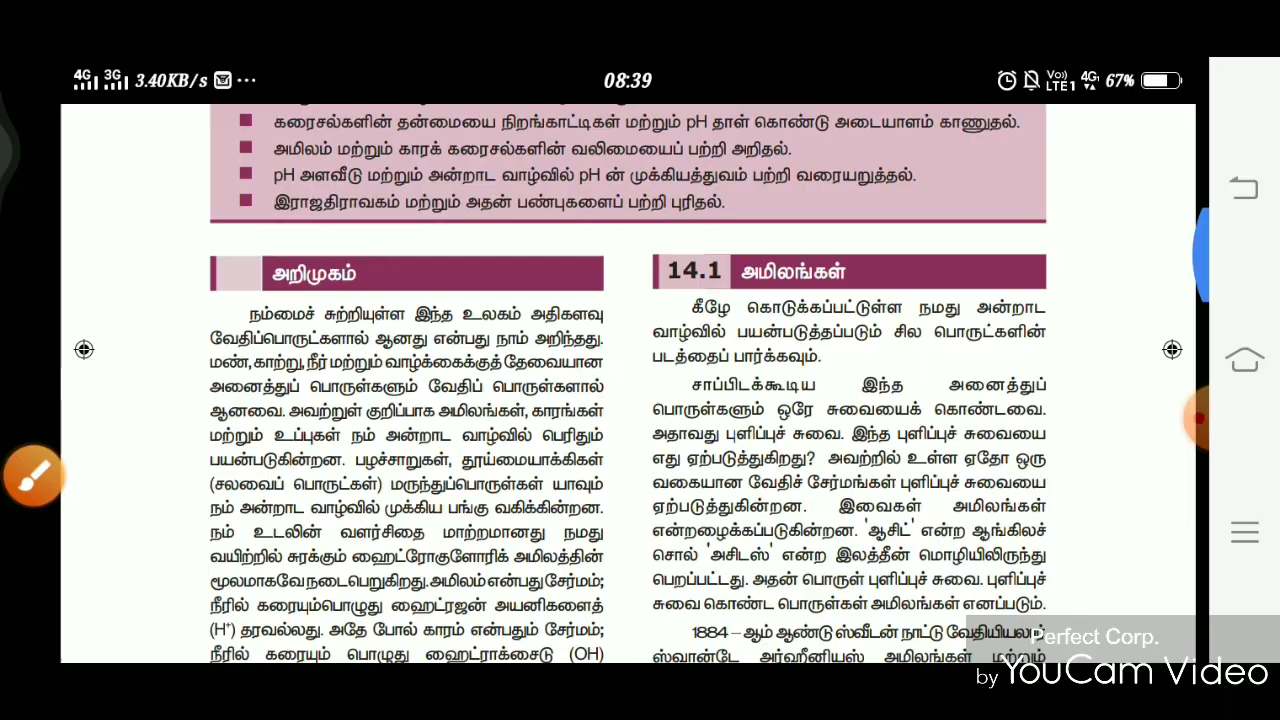 4G 3G 3.40KB/s ... 08:39 Vo)) LTE1 4G 67%
கரைசல்களின் தன்மையை நிறங்காட்டிகள் மற்றும் pH தாள் கொண்டு அடையாளம் காணுதல்.
அமிலம் மற்றும் காரக் கரைசல்களின் வலிமையைப் பற்றி அறிதல்.
pH அளவீடு மற்றும் அன்றாட வாழ்வில் pH ன் முக்கியத்துவம் பற்றி வரையறுத்தல்.
இராஜதிராவகம் மற்றும் அதன் பண்புகளைப் பற்றி புரிதல்.
அறிமுகம்
நம்மைச் சுற்றியுள்ள இந்த உலகம் அதிகளவு
வேதிப்பொருட்களால் ஆனது என்பது நாம் அறிந்தது.
மண், காற்று, நீர் மற்றும் வாழ்க்கைக்குத் தேவையான
அனைத்துப் பொருள்களும் வேதிப் பொருள்களால்
ஆனவை. அவற்றுள் குறிப்பாக அமிலங்கள், காரங்கள்
மற்றும் உப்புகள் நம் அன்றாட வாழ்வில் பெரிதும்
பயன்படுகின்றன. பழச்சாறுகள், தூய்மையாக்கிகள்
(சலவைப் பொருட்கள்) மருந்துப்பொருள்கள் யாவும்
நம் அன்றாட வாழ்வில் முக்கிய பங்கு வகிக்கின்றன.
நம் உடலின் வளர்சிதை மாற்றமானது நமது
வயிற்றில் சுரக்கும் ஹைட்ரோகுளோரிக் அமிலத்தின்
மூலமாகவே நடைபெறுகிறது.அமிலம் என்பது சேர்மம்;
நீரில் கரையும்பொழுது ஹைட்ரஜன் அயனிகளைத்
(H⁺) தரவல்லது. அதே போல் காரம் என்பதும் சேர்மம்;
நீரில் கரையும் பொழுது ஹைட்ராக்சைடு (OH)
14.1 அமிலங்கள்
கீழே கொடுக்கப்பட்டுள்ள நமது அன்றாட
வாழ்வில் பயன்படுத்தப்படும் சில பொருட்களின்
படத்தைப் பார்க்கவும்.
சாப்பிடக்கூடிய இந்த அனைத்துப்
பொருள்களும் ஒரே சுவையைக் கொண்டவை.
அதாவது புளிப்புச் சுவை. இந்த புளிப்புச் சுவையை
எது ஏற்படுத்துகிறது? அவற்றில் உள்ள ஏதோ ஒரு
வகையான வேதிச் சேர்மங்கள் புளிப்புச் சுவையை
ஏற்படுத்துகின்றன. இவைகள் அமிலங்கள்
என்றழைக்கப்படுகின்றன. 'ஆசிட்' என்ற ஆங்கிலச்
சொல் 'அசிடஸ்' என்ற இலத்தீன் மொழியிலிருந்து
பெறப்பட்டது. அதன் பொருள் புளிப்புச் சுவை. புளிப்புச்
சுவை கொண்ட பொருள்கள் அமிலங்கள் எனப்படும்.
1884 – ஆம் ஆண்டு ஸ்வீடன் நாட்டு வேதியியலர்
ஸ்வான்டே அர்ஹீனியஸ் அமிலங்கள் மற்றும்
Perfect Corp.
by YouCam Video